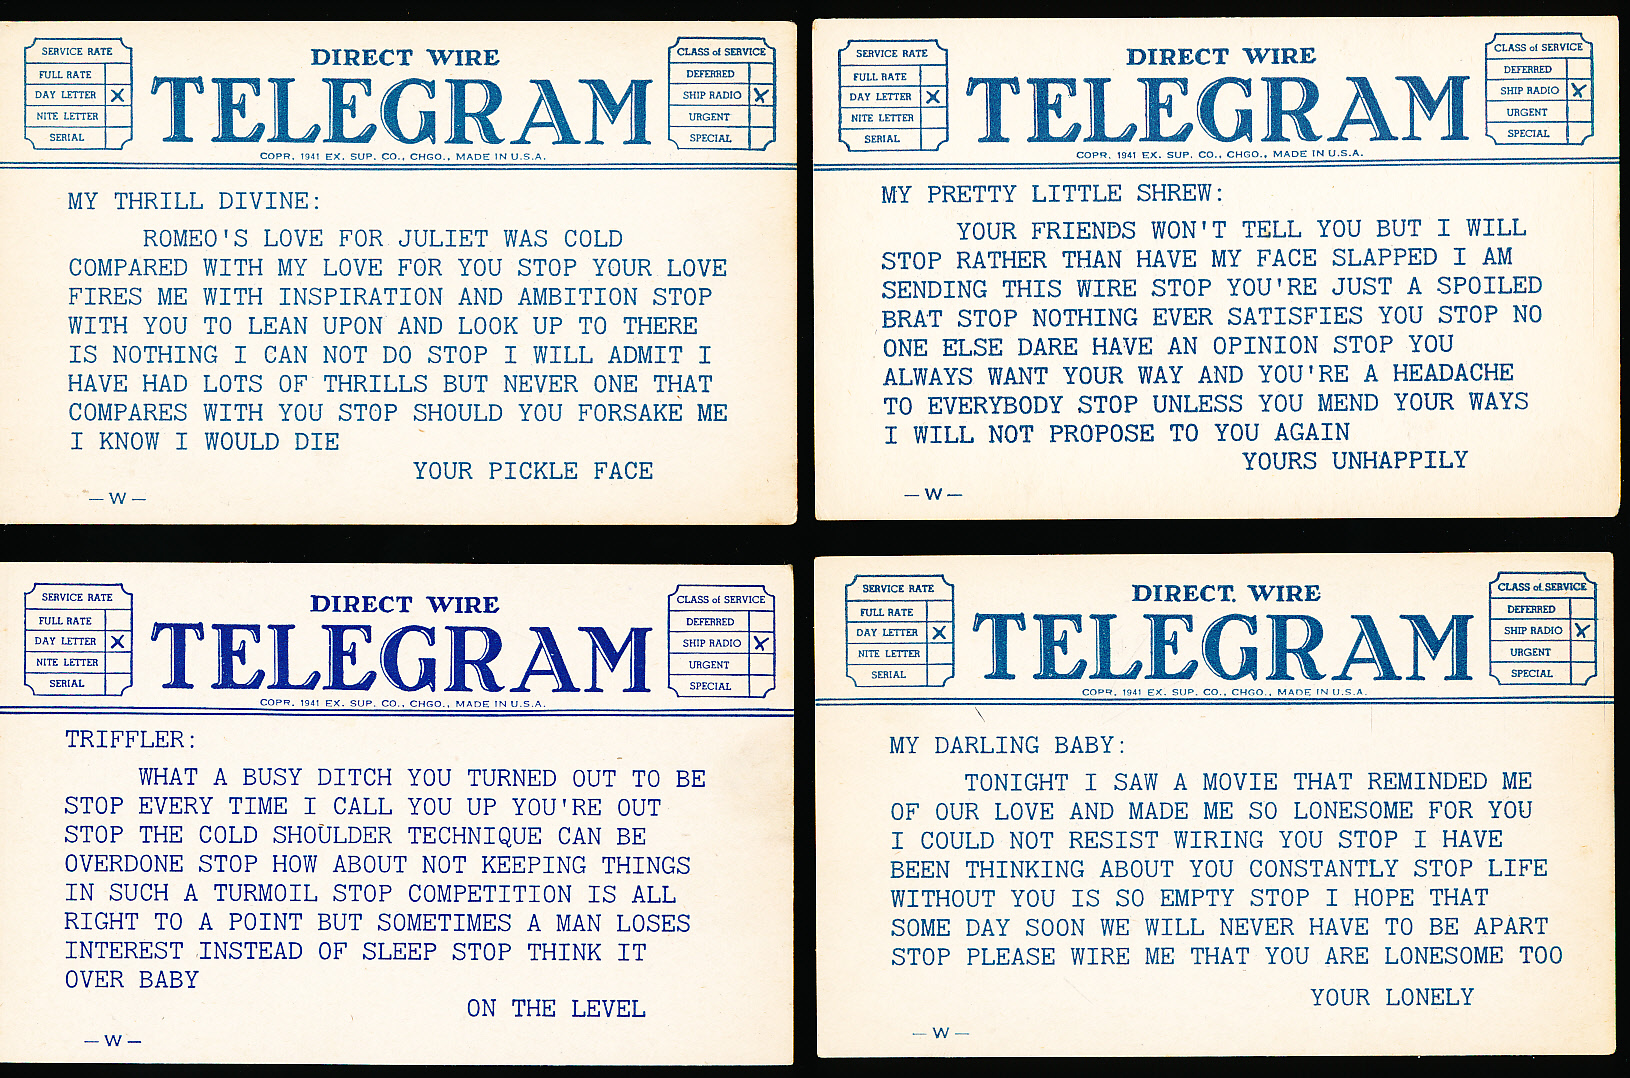 SERVICE RATE
FULL RATE
DAY LETTER X
NITE LETTER
SERIAL
DIRECT WIRE
TELEGRAM
COPR. 1941 EX. SUP. CO., CHGO., MADE IN U.S.A.
CLASS of SERVICE
DEFERRED
SHIP RADIO X
URGENT
SPECIAL
MY THRILL DIVINE:
ROMEO'S LOVE FOR JULIET WAS COLD
COMPARED WITH MY LOVE FOR YOU STOP YOUR LOVE
FIRES ME WITH INSPIRATION AND AMBITION STOP
WITH YOU TO LEAN UPON AND LOOK UP TO THERE
IS NOTHING I CAN NOT DO STOP I WILL ADMIT I
HAVE HAD LOTS OF THRILLS BUT NEVER ONE THAT
COMPARES WITH YOU STOP SHOULD YOU FORSAKE ME
I KNOW I WOULD DIE
YOUR PICKLE FACE
—W—
SERVICE RATE
FULL RATE
DAY LETTER X
NITE LETTER
SERIAL
DIRECT WIRE
TELEGRAM
COPR. 1941 EX. SUP. CO., CHGO., MADE IN U.S.A.
CLASS of SERVICE
DEFERRED
SHIP RADIO X
URGENT
SPECIAL
MY PRETTY LITTLE SHREW:
YOUR FRIENDS WON'T TELL YOU BUT I WILL
STOP RATHER THAN HAVE MY FACE SLAPPED I AM
SENDING THIS WIRE STOP YOU'RE JUST A SPOILED
BRAT STOP NOTHING EVER SATISFIES YOU STOP NO
ONE ELSE DARE HAVE AN OPINION STOP YOU
ALWAYS WANT YOUR WAY AND YOU'RE A HEADACHE
TO EVERYBODY STOP UNLESS YOU MEND YOUR WAYS
I WILL NOT PROPOSE TO YOU AGAIN
YOURS UNHAPPILY
—W—
SERVICE RATE
FULL RATE
DAY LETTER X
NITE LETTER
SERIAL
DIRECT WIRE
TELEGRAM
COPR. 1941 EX. SUP. CO., CHGO., MADE IN U.S.A.
CLASS of SERVICE
DEFERRED
SHIP RADIO X
URGENT
SPECIAL
TRIFFLER:
WHAT A BUSY DITCH YOU TURNED OUT TO BE
STOP EVERY TIME I CALL YOU UP YOU'RE OUT
STOP THE COLD SHOULDER TECHNIQUE CAN BE
OVERDONE STOP HOW ABOUT NOT KEEPING THINGS
IN SUCH A TURMOIL STOP COMPETITION IS ALL
RIGHT TO A POINT BUT SOMETIMES A MAN LOSES
INTEREST INSTEAD OF SLEEP STOP THINK IT
OVER BABY
ON THE LEVEL
—W—
SERVICE RATE
FULL RATE
DAY LETTER X
NITE LETTER
SERIAL
DIRECT. WIRE
TELEGRAM
COPR. 1941 EX. SUP. CO., CHGO., MADE IN U.S.A.
CLASS of SERVICE
DEFERRED
SHIP RADIO X
URGENT
SPECIAL
MY DARLING BABY:
TONIGHT I SAW A MOVIE THAT REMINDED ME
OF OUR LOVE AND MADE ME SO LONESOME FOR YOU
I COULD NOT RESIST WIRING YOU STOP I HAVE
BEEN THINKING ABOUT YOU CONSTANTLY STOP LIFE
WITHOUT YOU IS SO EMPTY STOP I HOPE THAT
SOME DAY SOON WE WILL NEVER HAVE TO BE APART
STOP PLEASE WIRE ME THAT YOU ARE LONESOME TOO
YOUR LONELY
—W—